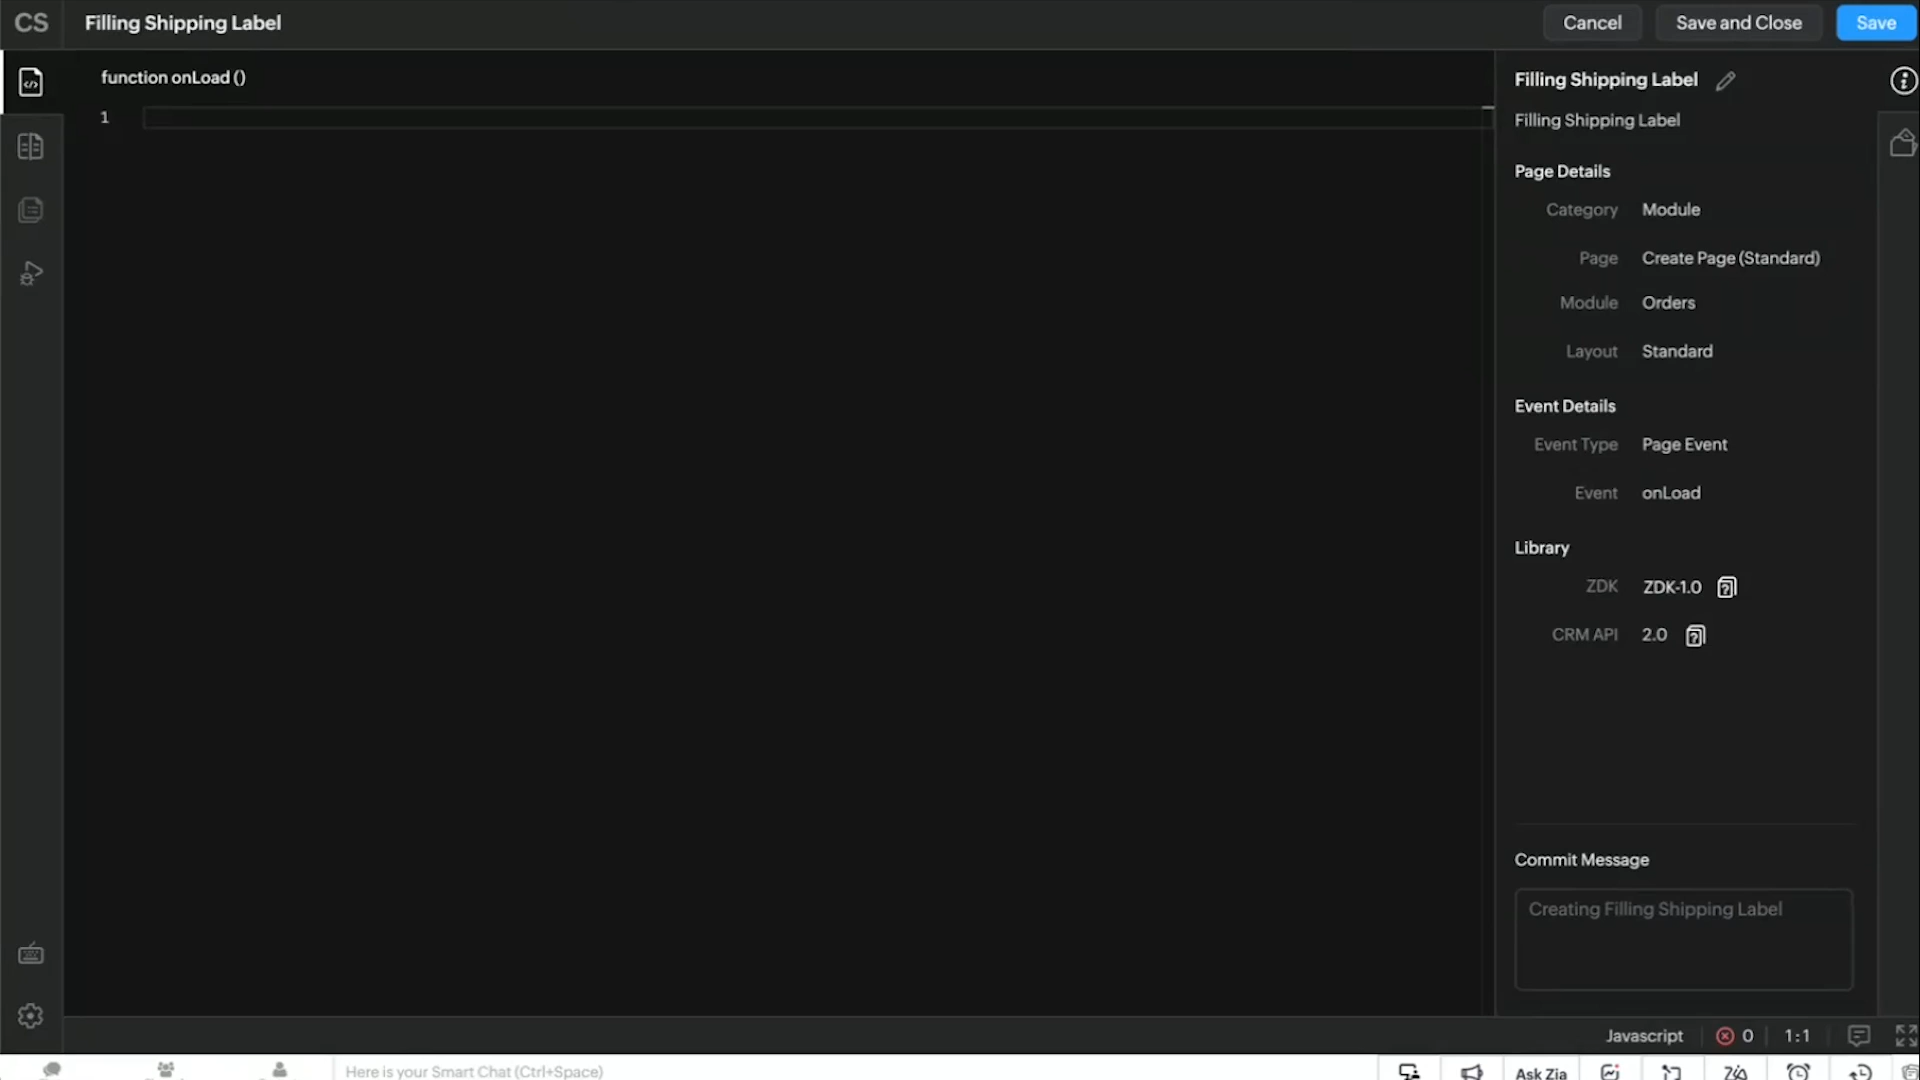 CS
Filling Shipping Label
Cancel
Save and Close
Save
function onLoad ()
1
Filling Shipping Label
Filling Shipping Label
Page Details
Category Module
Page Create Page (Standard)
Module Orders
Layout Standard
Event Details
Event Type Page Event
Event onLoad
Library
ZDK ZDK-1.0
CRM API 2.0
Commit Message
Creating Filling Shipping Label
Javascript
0
1:1
Here is your Smart Chat (Ctrl+Space)
Ask Zia